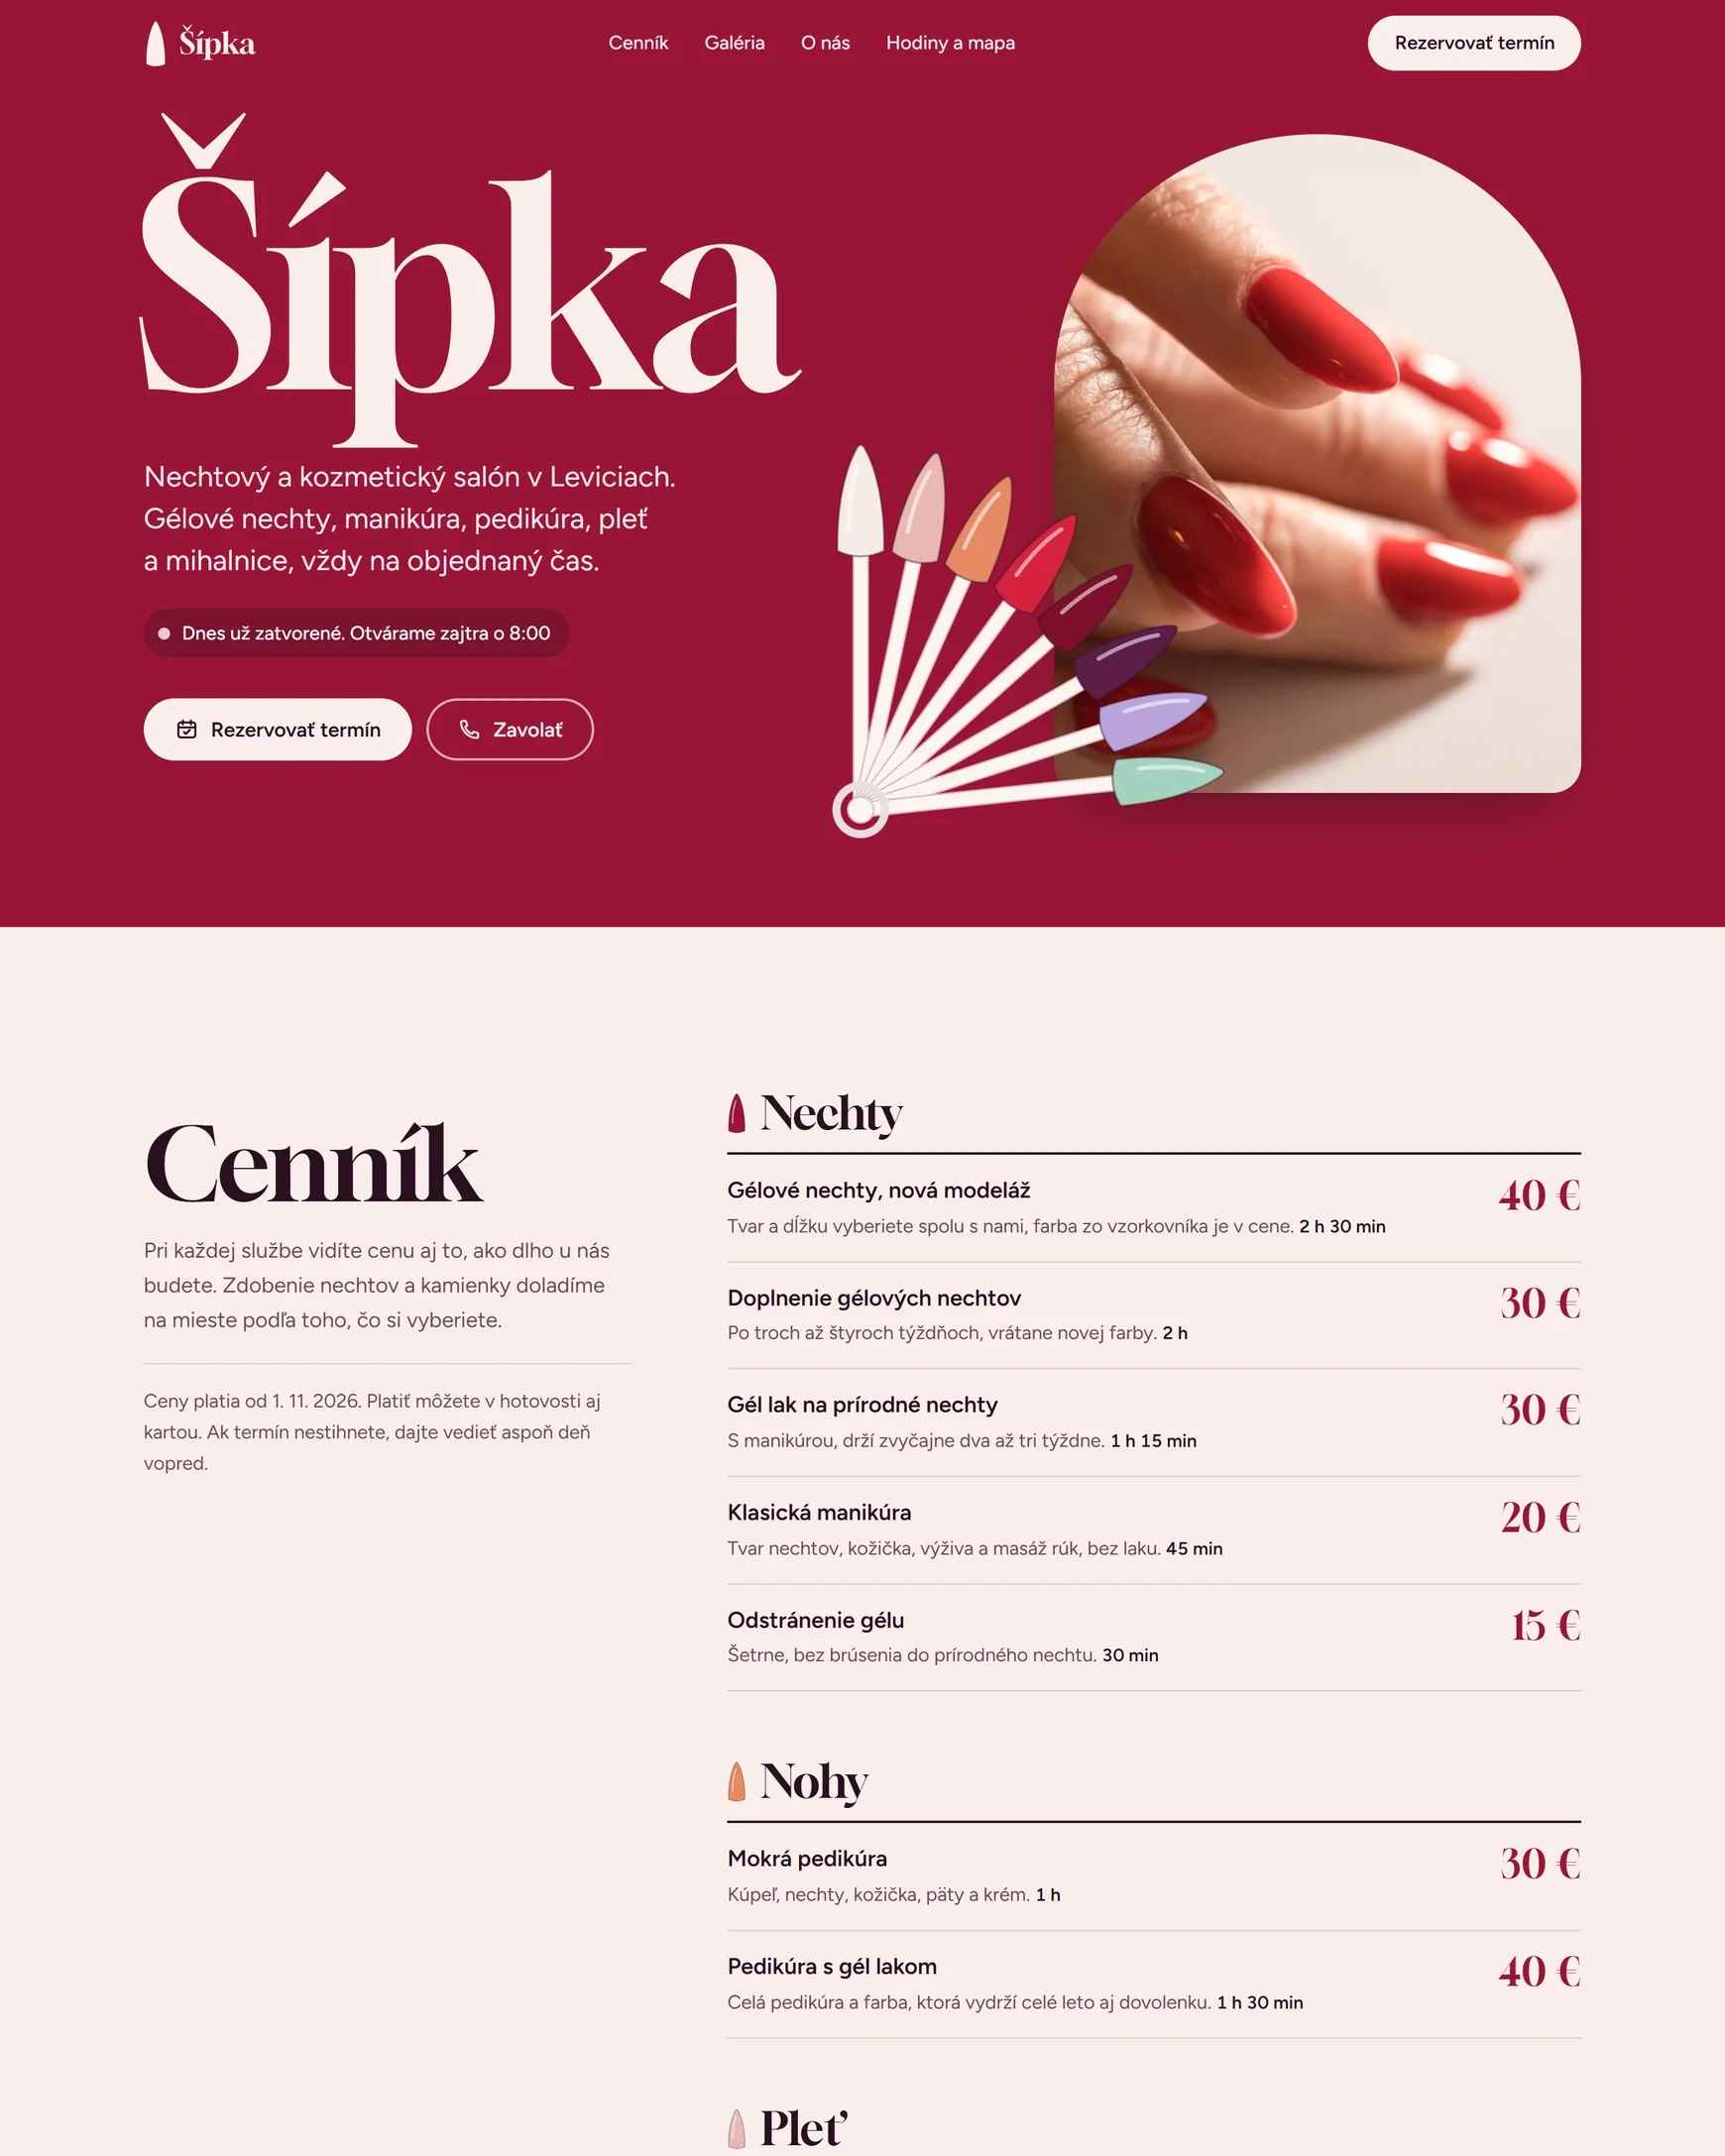 Šípka
Cenník
Galéria
O nás
Hodiny a mapa
Rezervovať termín
Šípka
Nechtový a kozmetický salón v Leviciach.
Gélové nechty, manikúra, pedikúra, pleť
a mihalnice, vždy na objednaný čas.
Dnes už zatvorené. Otvárame zajtra o 8:00
Rezervovať termín
Zavolať
Cenník
Pri každej službe vidíte cenu aj to, ako dlho u nás
budete. Zdobenie nechtov a kamienky doladíme
na mieste podľa toho, čo si vyberiete.
Ceny platia od 1. 11. 2026. Platiť môžete v hotovosti aj
kartou. Ak termín nestihnete, dajte vedieť aspoň deň
vopred.
Nechty
Gélové nechty, nová modeláž
40 €
Tvar a dĺžku vyberiete spolu s nami, farba zo vzorkovníka je v cene. 2 h 30 min
Doplnenie gélových nechtov
30 €
Po troch až štyroch týždňoch, vrátane novej farby. 2 h
Gél lak na prírodné nechty
30 €
S manikúrou, drží zvyčajne dva až tri týždne. 1 h 15 min
Klasická manikúra
20 €
Tvar nechtov, kožička, výživa a masáž rúk, bez laku. 45 min
Odstránenie gélu
15 €
Šetrne, bez brúsenia do prírodného nechtu. 30 min
Nohy
Mokrá pedikúra
30 €
Kúpeľ, nechty, kožička, päty a krém. 1 h
Pedikúra s gél lakom
40 €
Celá pedikúra a farba, ktorá vydrží celé leto aj dovolenku. 1 h 30 min
Pleť